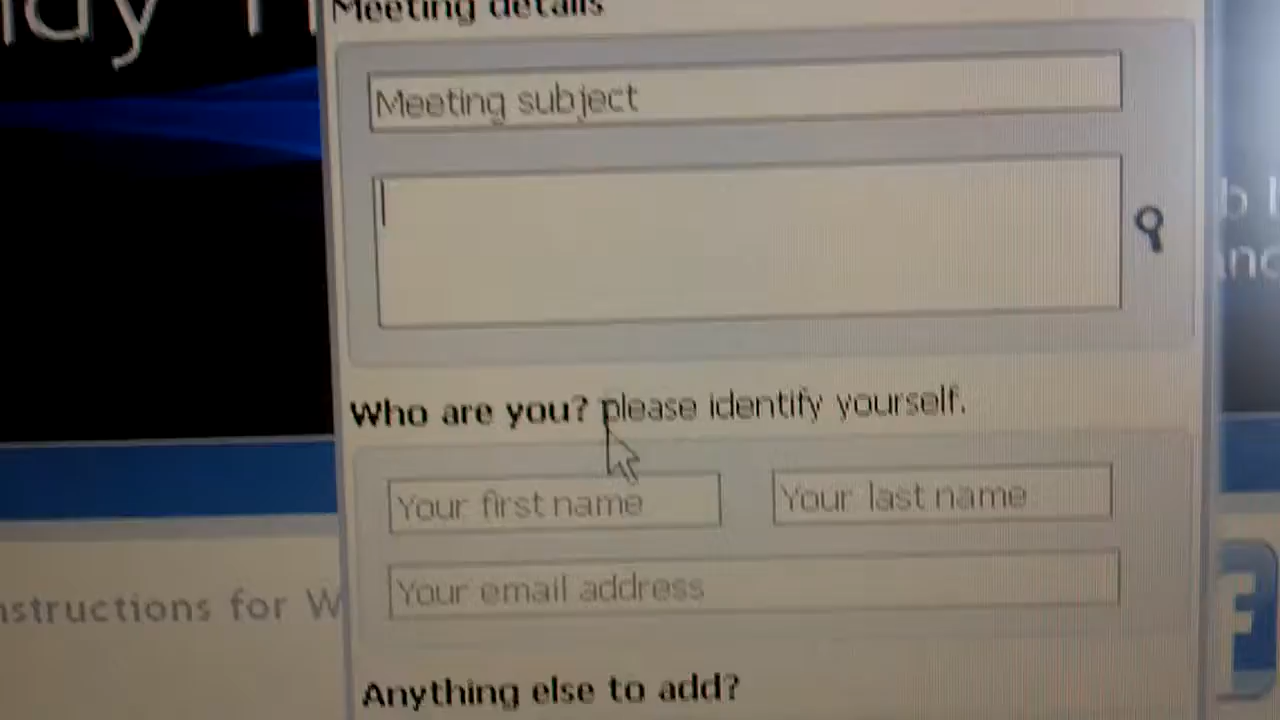 Meeting details
Meeting subject
Who are you? please identify yourself.
Your first name
Your last name
Your email address
nstructions for W
Anything else to add?